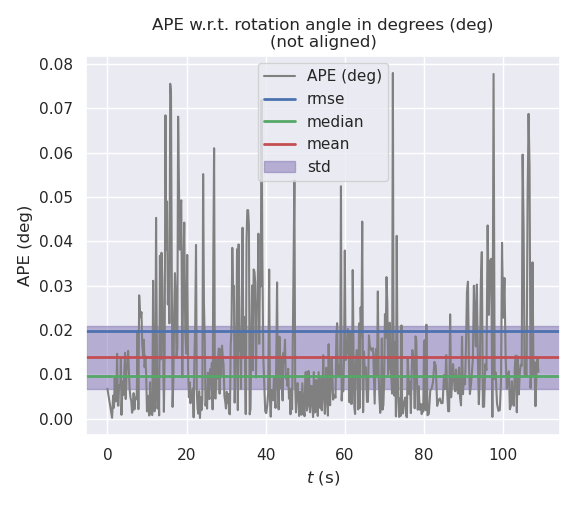 APE w.r.t. rotation angle in degrees (deg)
(not aligned)
APE (deg)
rmse
median
mean
std
APE (deg)
0.08
0.07
0.06
0.05
0.04
0.03
0.02
0.01
0.00
0 20 40 60 80 100
t (s)